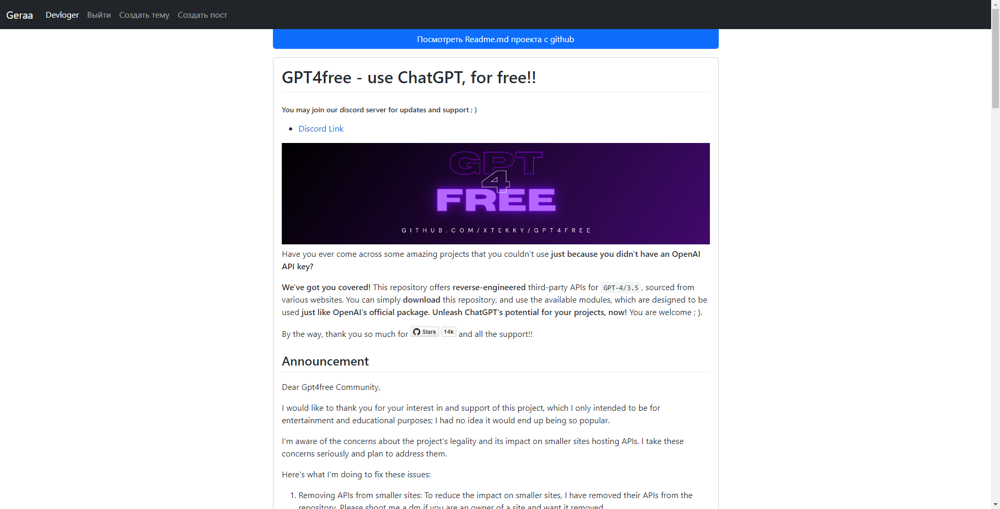 Geraa Devloger Выйти Создать тему Создать пост
Посмотреть Readme.md проекта с github
GPT4free - use ChatGPT, for free!!
You may join our discord server for updates and support ; )
Discord Link
GPT
4
FREE
GITHUB.COM/XTEKKY/GPT4FREE
Have you ever come across some amazing projects that you couldn't use just because you didn't have an OpenAI
API key?
We've got you covered! This repository offers reverse-engineered third-party APIs for GPT-4/3.5, sourced from
various websites. You can simply download this repository, and use the available modules, which are designed to be
used just like OpenAI's official package. Unleash ChatGPT's potential for your projects, now! You are welcome ; ).
By the way, thank you so much for Stars 14k and all the support!!
Announcement
Dear Gpt4free Community,
I would like to thank you for your interest in and support of this project, which I only intended to be for
entertainment and educational purposes; I had no idea it would end up being so popular.
I'm aware of the concerns about the project's legality and its impact on smaller sites hosting APIs. I take these
concerns seriously and plan to address them.
Here's what I'm doing to fix these issues:
1. Removing APIs from smaller sites: To reduce the impact on smaller sites, I have removed their APIs from the
repository. Please shoot me a dm if you are an owner of a site and want it removed.